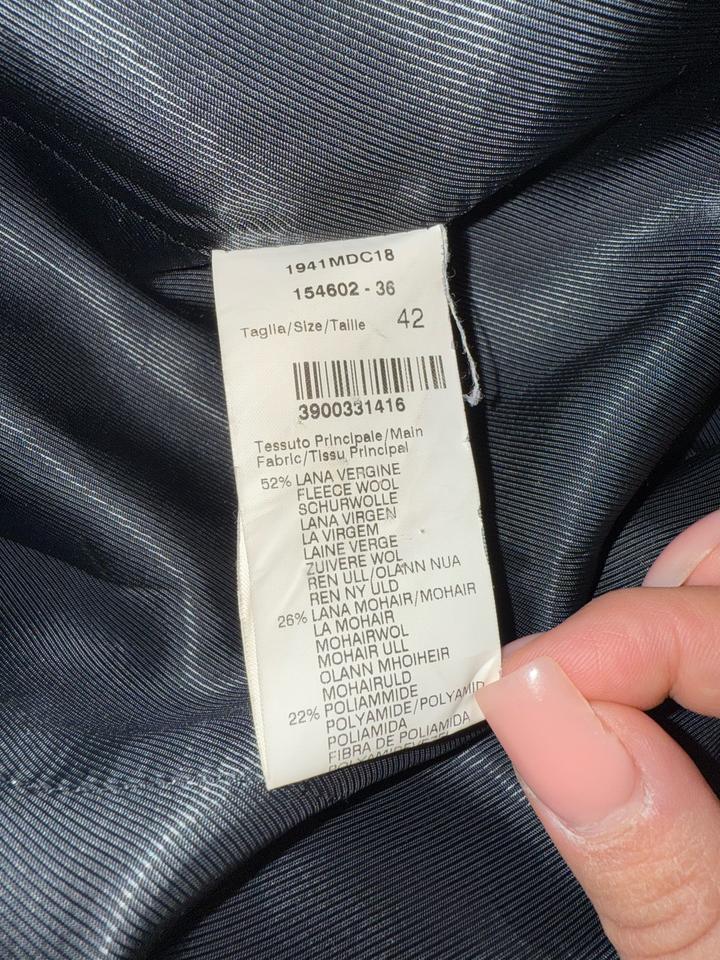 1941MDC18
154602 - 36
Taglia/Size/Taille 42
3900331416
Tessuto Principale/Main
Fabric/Tissu Principal
52% LANA VERGINE
FLEECE WOOL
SCHURWOLLE
LANA VIRGEN
LA VIRGEM
LAINE VERGE
ZUIVERE WOL
REN ULL/OLANN NUA
REN NY ULD
26% LANA MOHAIR/MOHAIR
LA MOHAIR
MOHAIRWOL
MOHAIR ULL
OLANN MHOIHEIR
MOHAIRULD
22% POLIAMMIDE
POLYAMIDE/POLYAMID
POLIAMIDA
FIBRA DE POLIAMIDA